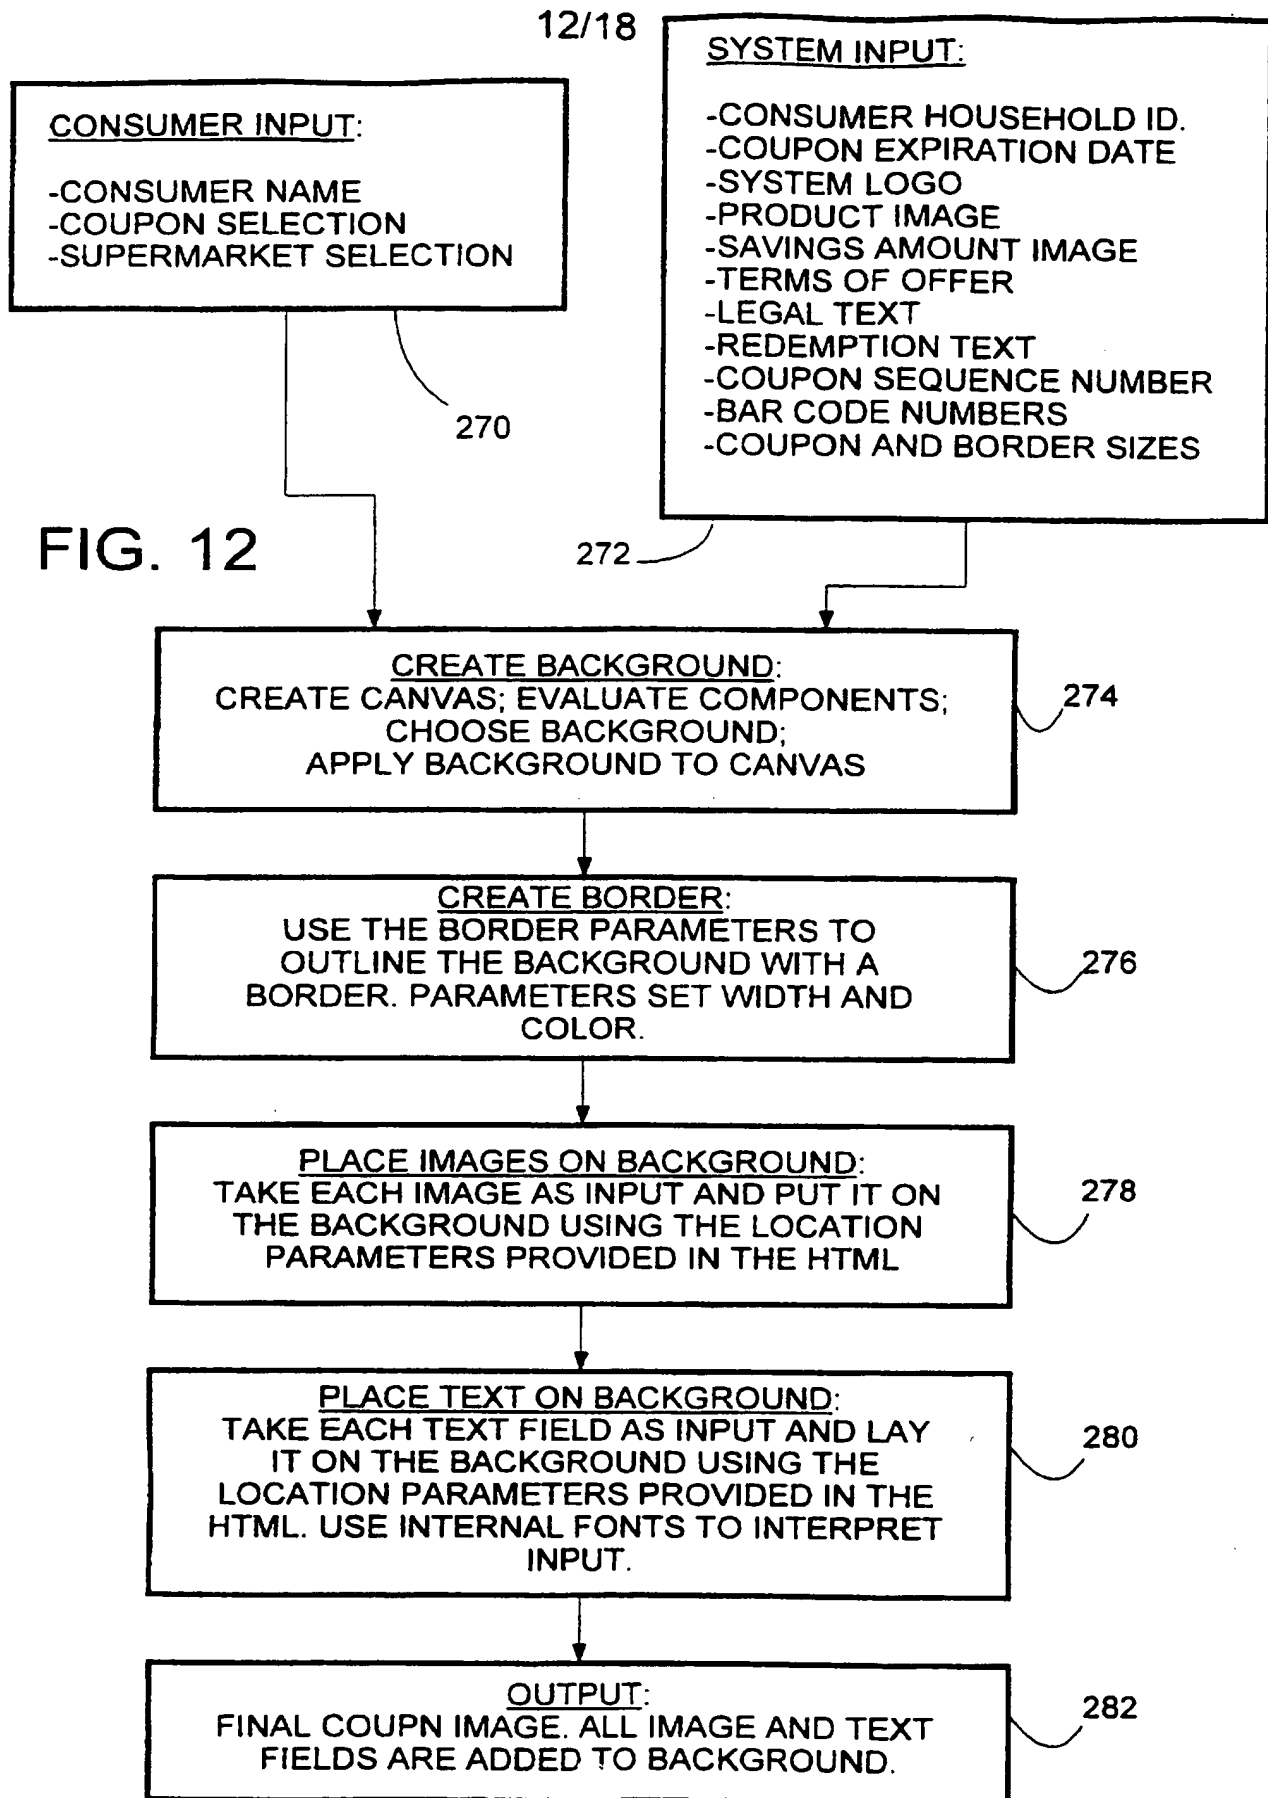 12/18
CONSUMER INPUT:
-CONSUMER NAME
-COUPON SELECTION
-SUPERMARKET SELECTION
270
SYSTEM INPUT:
-CONSUMER HOUSEHOLD ID.
-COUPON EXPIRATION DATE
-SYSTEM LOGO
-PRODUCT IMAGE
-SAVINGS AMOUNT IMAGE
-TERMS OF OFFER
-LEGAL TEXT
-REDEMPTION TEXT
-COUPON SEQUENCE NUMBER
-BAR CODE NUMBERS
-COUPON AND BORDER SIZES
272
FIG. 12
CREATE BACKGROUND:
CREATE CANVAS; EVALUATE COMPONENTS;
CHOOSE BACKGROUND;
APPLY BACKGROUND TO CANVAS
274
CREATE BORDER:
USE THE BORDER PARAMETERS TO
OUTLINE THE BACKGROUND WITH A
BORDER. PARAMETERS SET WIDTH AND
COLOR.
276
PLACE IMAGES ON BACKGROUND:
TAKE EACH IMAGE AS INPUT AND PUT IT ON
THE BACKGROUND USING THE LOCATION
PARAMETERS PROVIDED IN THE HTML
278
PLACE TEXT ON BACKGROUND:
TAKE EACH TEXT FIELD AS INPUT AND LAY
IT ON THE BACKGROUND USING THE
LOCATION PARAMETERS PROVIDED IN THE
HTML. USE INTERNAL FONTS TO INTERPRET
INPUT.
280
OUTPUT:
FINAL COUPN IMAGE. ALL IMAGE AND TEXT
FIELDS ARE ADDED TO BACKGROUND.
282